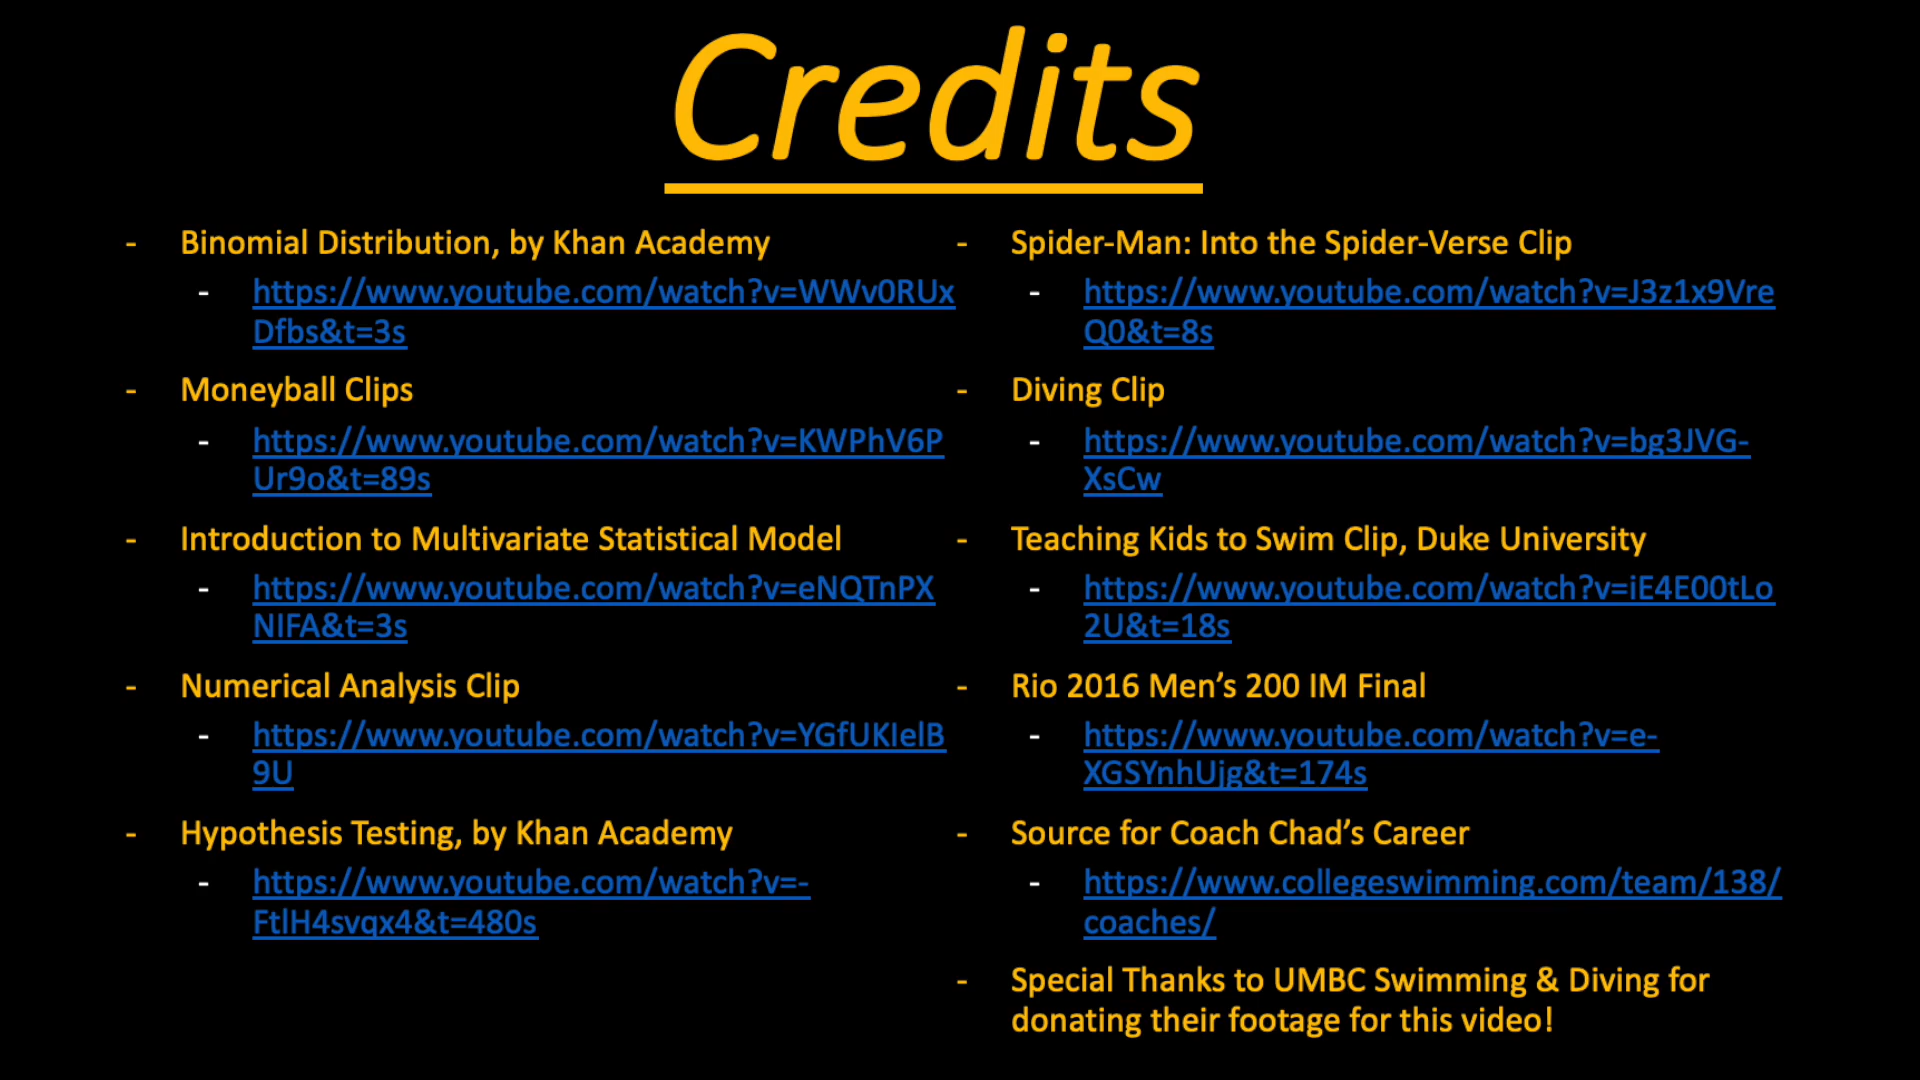 Credits
- Binomial Distribution, by Khan Academy
- https://www.youtube.com/watch?v=WWv0RUx
Dfbs&t=3s
- Moneyball Clips
- https://www.youtube.com/watch?v=KWPhV6P
Ur9o&t=89s
- Introduction to Multivariate Statistical Model
- https://www.youtube.com/watch?v=eNQTnPX
NlFA&t=3s
- Numerical Analysis Clip
- https://www.youtube.com/watch?v=YGfUKIelB
9U
- Hypothesis Testing, by Khan Academy
- https://www.youtube.com/watch?v=-
FtlH4svqx4&t=480s
- Spider-Man: Into the Spider-Verse Clip
- https://www.youtube.com/watch?v=J3z1x9Vre
Q0&t=8s
- Diving Clip
- https://www.youtube.com/watch?v=bg3JVG-
XsCw
- Teaching Kids to Swim Clip, Duke University
- https://www.youtube.com/watch?v=iE4E00tLo
2U&t=18s
- Rio 2016 Men’s 200 IM Final
- https://www.youtube.com/watch?v=e-
XGSYnhUjg&t=174s
- Source for Coach Chad’s Career
- https://www.collegeswimming.com/team/138/
coaches/
- Special Thanks to UMBC Swimming & Diving for
donating their footage for this video!